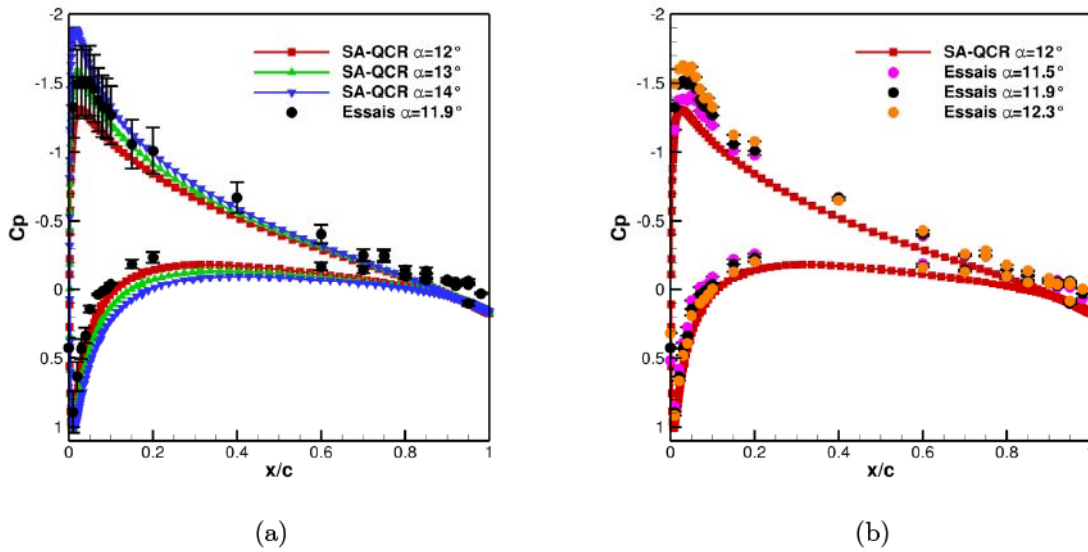 -2
-1.5
-1
-0.5
0
0.5
1
Cp
0 0.2 0.4 0.6 0.8 1
x/c
SA-QCR α=12°
SA-QCR α=13°
SA-QCR α=14°
Essais α=11.9°
(a)
-2
-1.5
-1
-0.5
0
0.5
1
0 0.2 0.4 0.6 0.8 1
x/c
SA-QCR α=12°
Essais α=11.5°
Essais α=11.9°
Essais α=12.3°
(b)